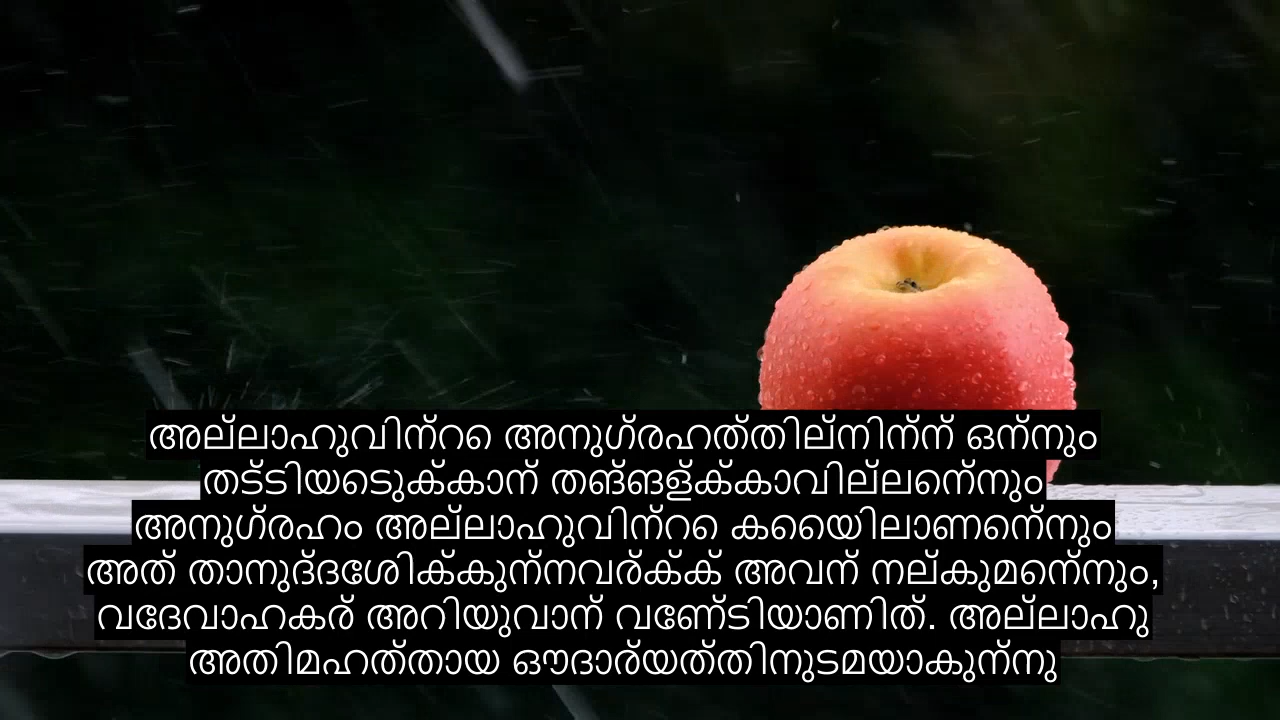 അല്ലാഹുവിന്റെ അനുഗ്രഹത്തില്നിന്ന് ഒന്നും
തട്ടിയെടുക്കാന് തങ്ങള്ക്കാവില്ലെന്നും
അനുഗ്രഹം അല്ലാഹുവിന്റെ കയ്യിലാണെന്നും
അത് താനുദ്ദേശിക്കുന്നവര്ക്ക് അവന് നല്കുമെന്നും,
വേദവാഹകര് അറിയുവാന് വേണ്ടിയാണിത്. അല്ലാഹു
അതിമഹത്തായ ഔദാര്യത്തിനുടമയാകുന്നു